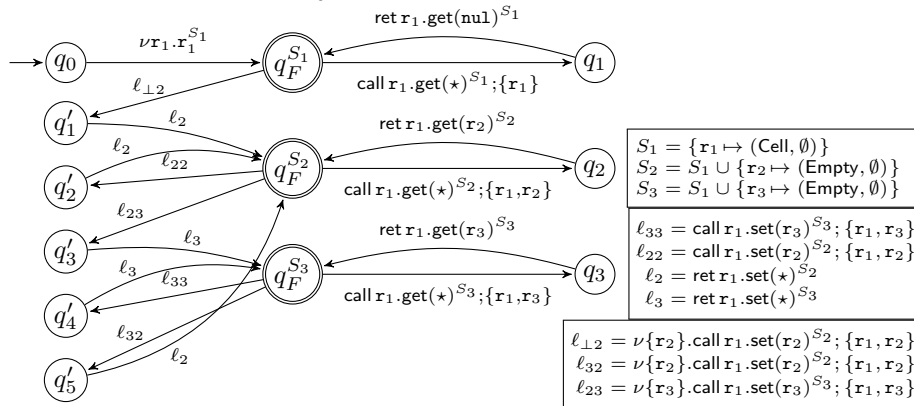 νr₁.r₁^{S₁}
ret r₁.get(nul)^{S₁}
q₀
q_F^{S₁}
q₁
call r₁.get(⋆)^{S₁};{r₁}
ℓ_{⊥2}
q′₁
ℓ₂
ret r₁.get(r₂)^{S₂}
ℓ₂
ℓ₂₂
q′₂
q_F^{S₂}
q₂
call r₁.get(⋆)^{S₂};{r₁,r₂}
ℓ₂₃
q′₃
ℓ₃
ret r₁.get(r₃)^{S₃}
ℓ₃
ℓ₃₃
q_F^{S₃}
q₃
q′₄
call r₁.get(⋆)^{S₃};{r₁,r₃}
ℓ₃₂
ℓ₂
q′₅
S₁ = {r₁ ↦ (Cell, ∅)}
S₂ = S₁ ∪ {r₂ ↦ (Empty, ∅)}
S₃ = S₁ ∪ {r₃ ↦ (Empty, ∅)}
ℓ₃₃ = call r₁.set(r₃)^{S₃}; {r₁, r₃}
ℓ₂₂ = call r₁.set(r₂)^{S₂}; {r₁, r₂}
ℓ₂ = ret r₁.set(⋆)^{S₂}
ℓ₃ = ret r₁.set(⋆)^{S₃}
ℓ_{⊥2} = ν{r₂}.call r₁.set(r₂)^{S₂}; {r₁, r₂}
ℓ₃₂ = ν{r₂}.call r₁.set(r₂)^{S₂}; {r₁, r₂}
ℓ₂₃ = ν{r₃}.call r₁.set(r₃)^{S₃}; {r₁, r₃}